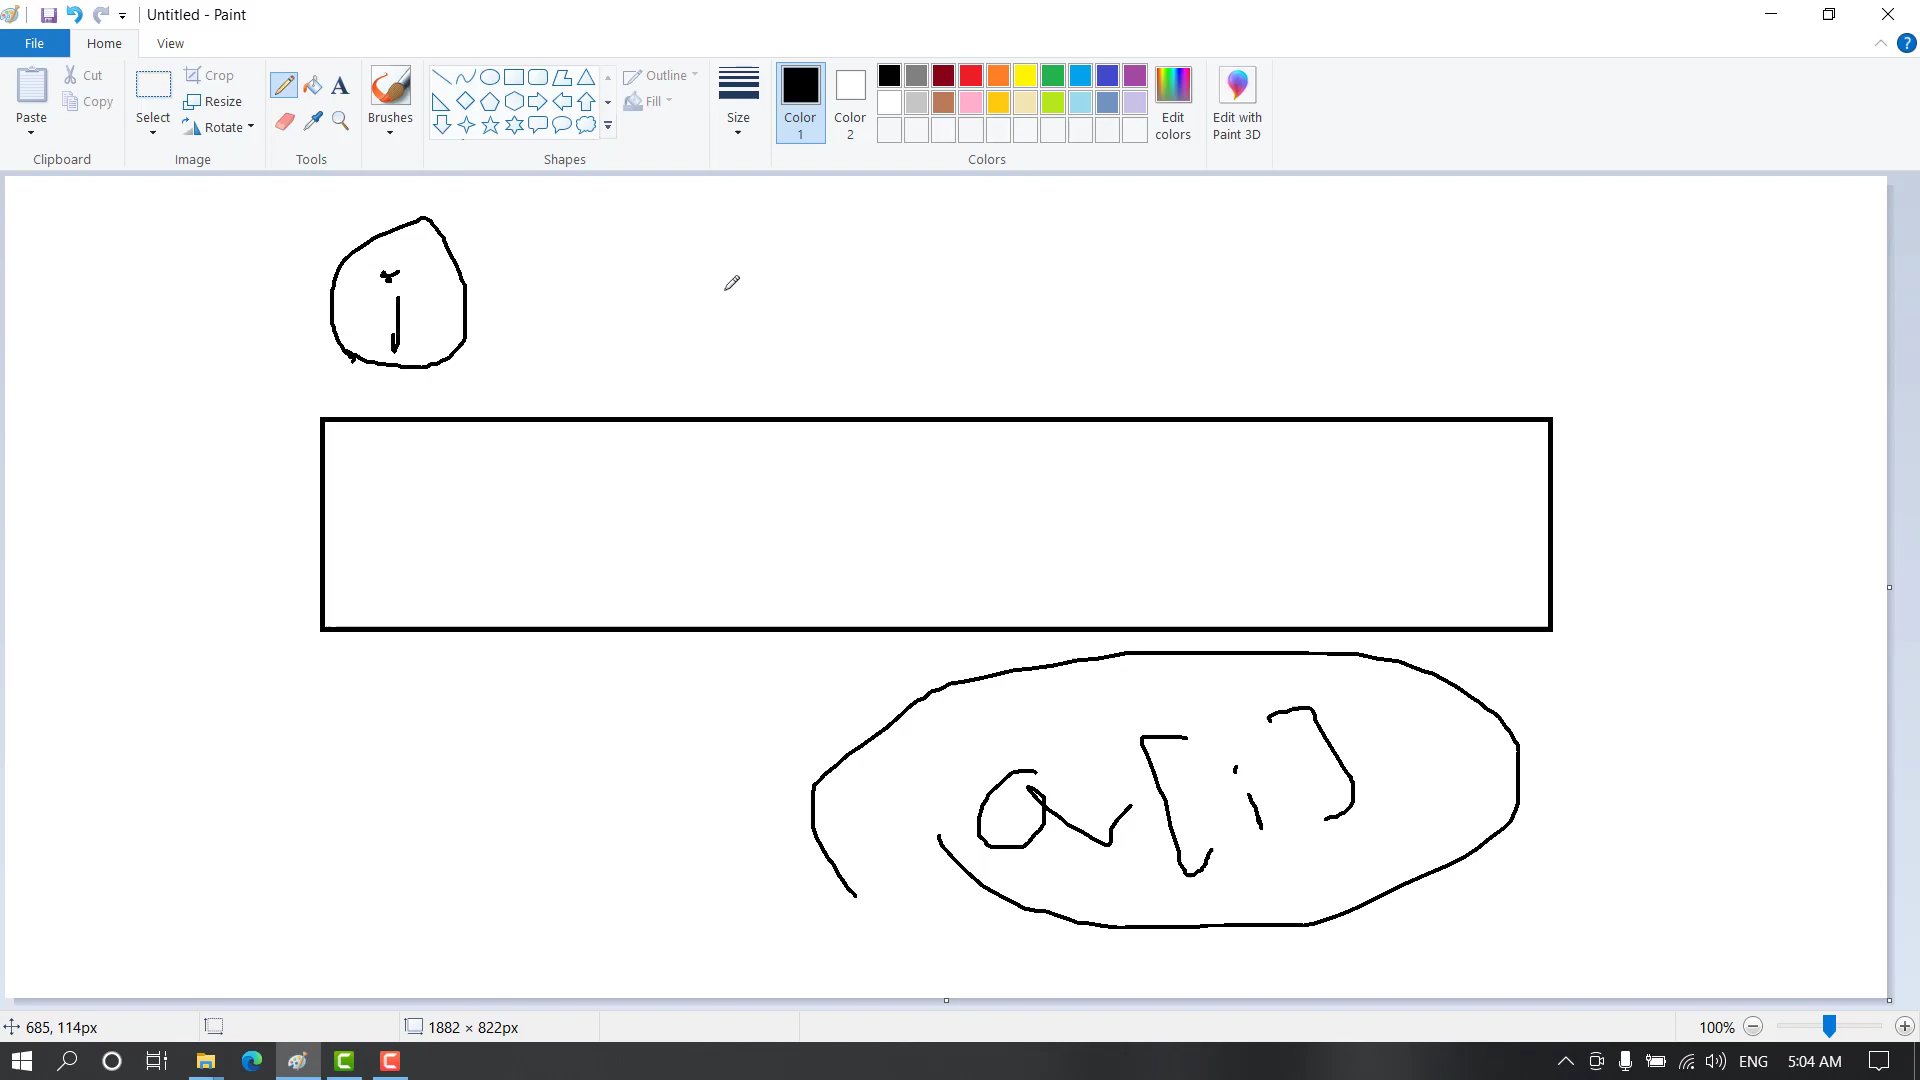 Untitled - Paint
File
Home
View
?
Paste
Cut
Copy
Clipboard
Select
Crop
Resize
Rotate
Image
A
Tools
Brushes
Shapes
Outline
Fill
Size
Color
1
Color
2
Colors
Edit
colors
Edit with
Paint 3D
i
a[i]
685, 114px
1882 × 822px
100%
ENG
5:04 AM